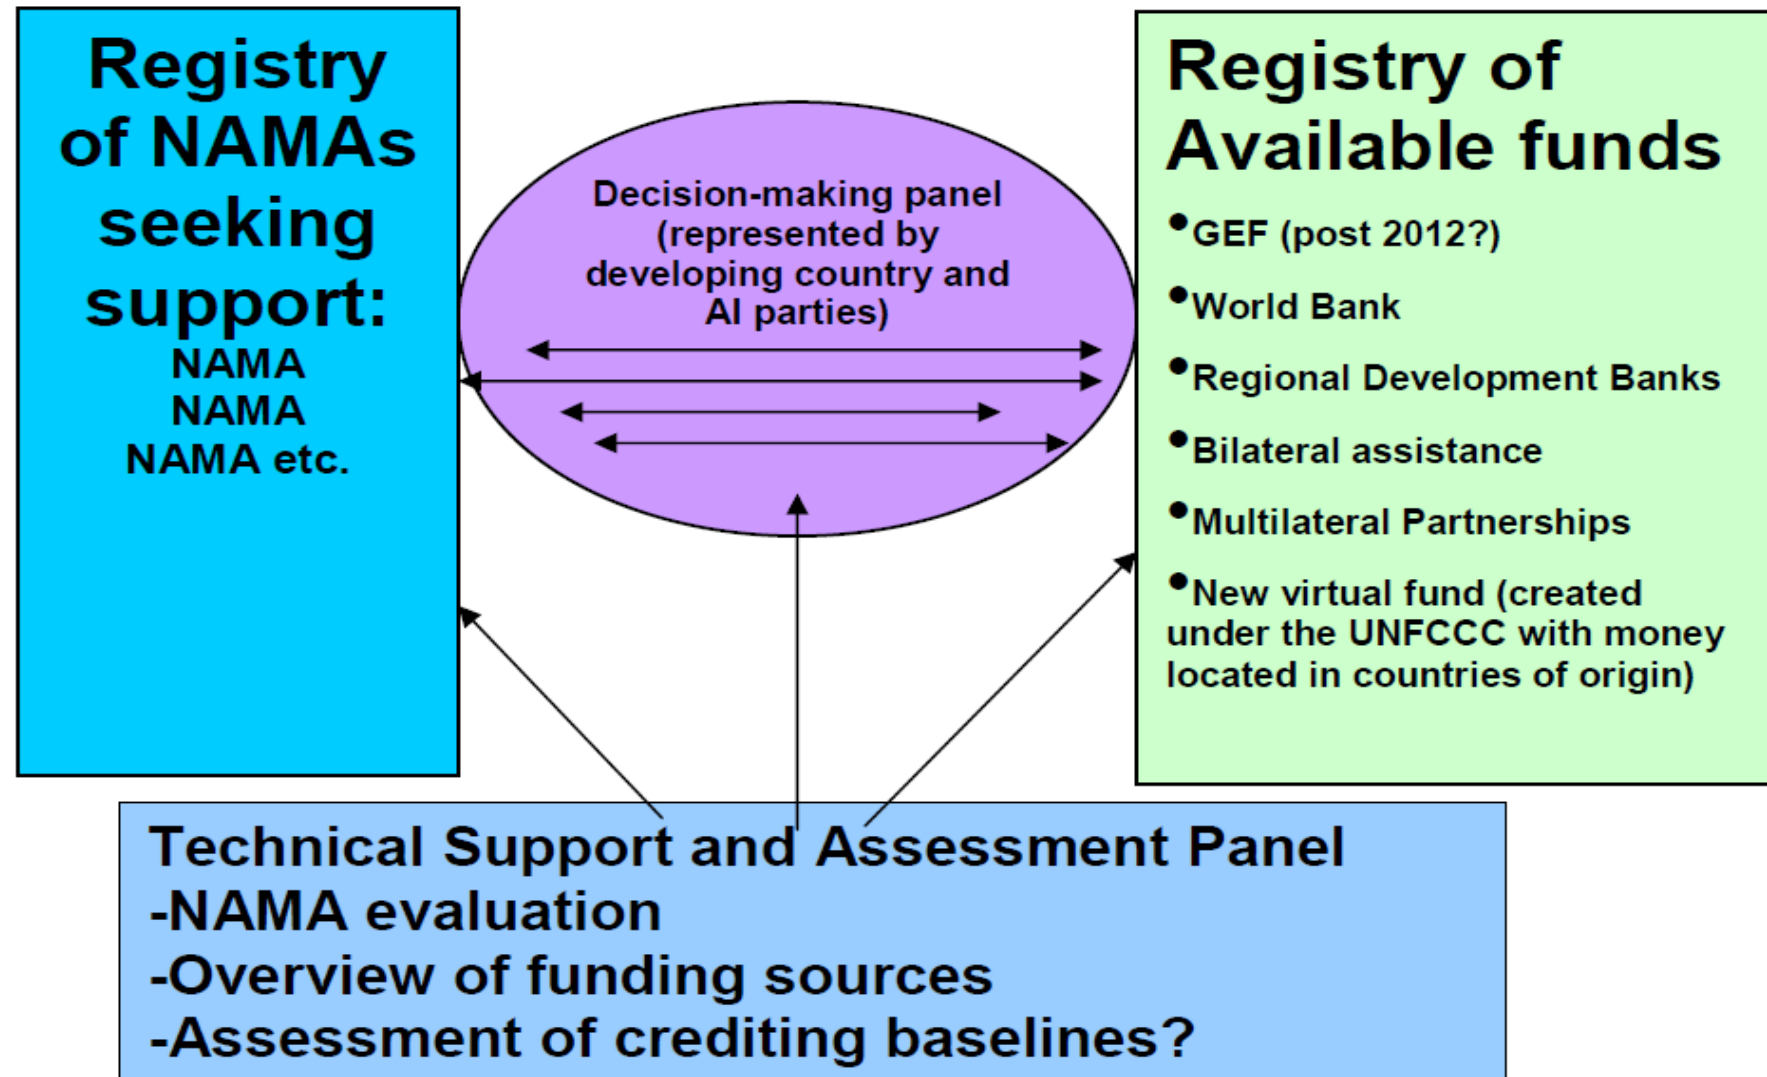 Registry
of NAMAs
seeking
support:
NAMA
NAMA
NAMA etc.
Decision-making panel
(represented by
developing country and
AI parties)
Registry of
Available funds
•GEF (post 2012?)
•World Bank
•Regional Development Banks
•Bilateral assistance
•Multilateral Partnerships
•New virtual fund (created
under the UNFCCC with money
located in countries of origin)
Technical Support and Assessment Panel
-NAMA evaluation
-Overview of funding sources
-Assessment of crediting baselines?